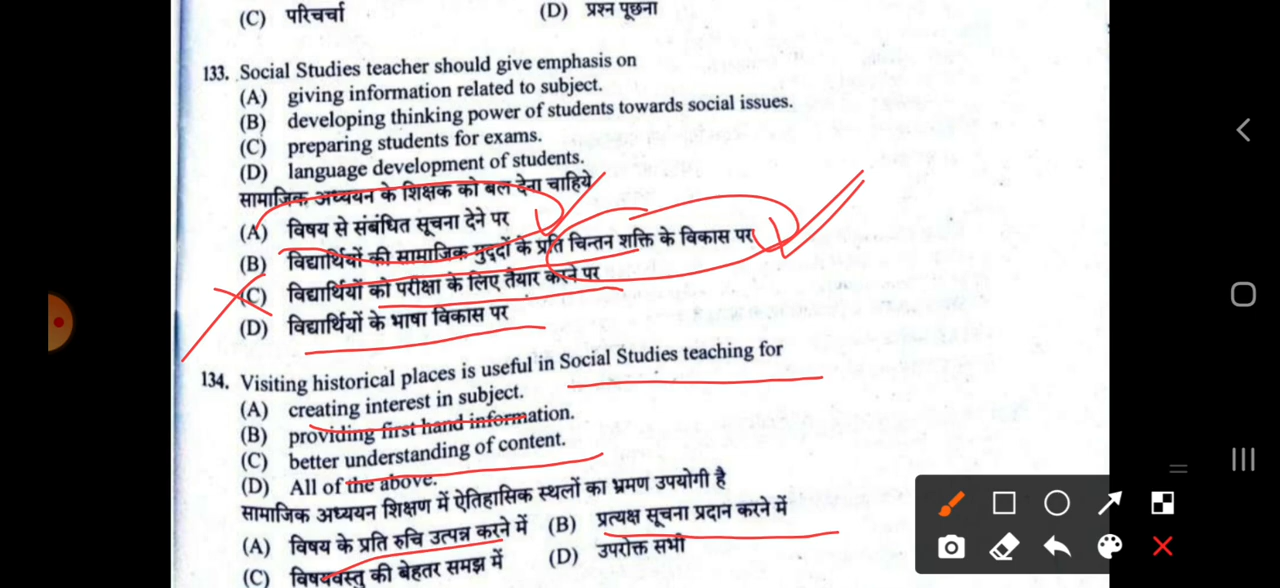 (C) परिचर्चा (D) प्रश्न पूछना
133. Social Studies teacher should give emphasis on
(A) giving information related to subject.
(B) developing thinking power of students towards social issues.
(C) preparing students for exams.
(D) language development of students.
सामाजिक अध्ययन के शिक्षक को बल देना चाहिये
(A) विषय से संबंधित सूचना देने पर
(B) विद्यार्थियों की सामाजिक मुद्दों के प्रति चिन्तन शक्ति के विकास पर
(C) विद्यार्थियों को परीक्षा के लिए तैयार करने पर
(D) विद्यार्थियों के भाषा विकास पर
134. Visiting historical places is useful in Social Studies teaching for
(A) creating interest in subject.
(B) providing first hand information.
(C) better understanding of content.
(D) All of the above.
सामाजिक अध्ययन शिक्षण में ऐतिहासिक स्थलों का भ्रमण उपयोगी है
(A) विषय के प्रति रुचि उत्पन्न करने में (B) प्रत्यक्ष सूचना प्रदान करने में
(C) विषयवस्तु की बेहतर समझ में (D) उपरोक्त सभी